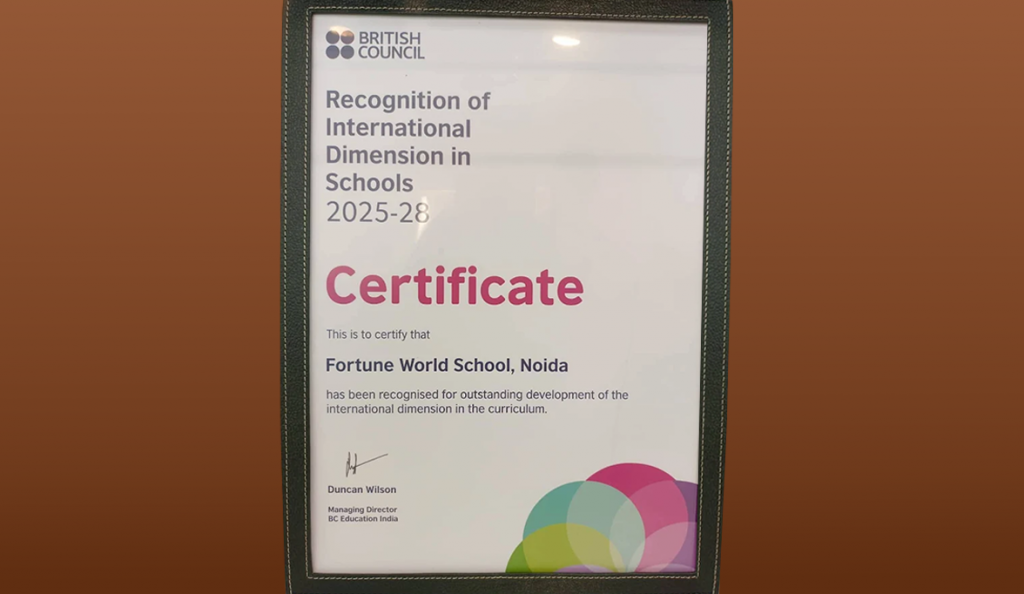 BRITISH
COUNCIL
Recognition of
International
Dimension in
Schools
2025-28
Certificate
This is to certify that
Fortune World School, Noida
has been recognised for outstanding development of the
international dimension in the curriculum.
Duncan Wilson
Managing Director
BC Education India